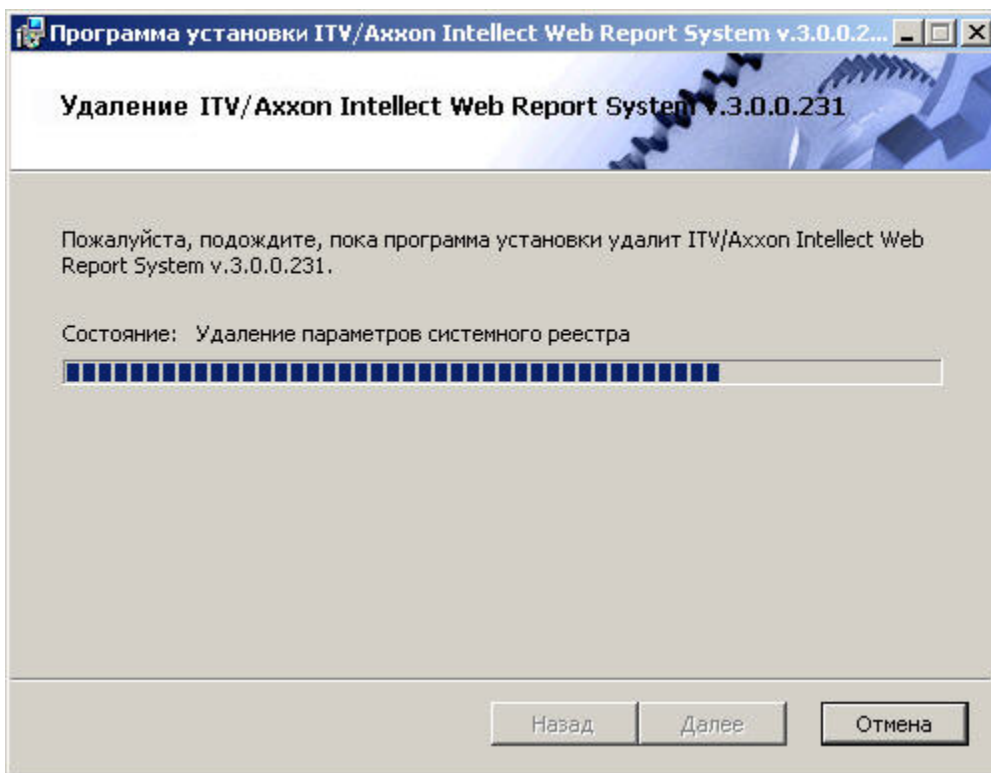 Программа установки ITV/Axxon Intellect Web Report System v.3.0.0.2...
Удаление ITV/Axxon Intellect Web Report System v.3.0.0.231
Пожалуйста, подождите, пока программа установки удалит ITV/Axxon Intellect Web
Report System v.3.0.0.231.
Состояние: Удаление параметров системного реестра
Назад Далее Отмена